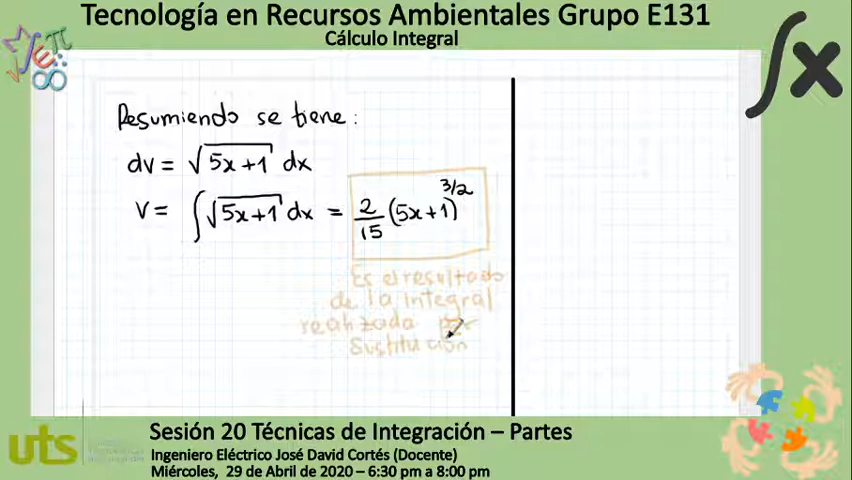 Tecnología en Recursos Ambientales Grupo E131
Cálculo Integral
∫x
Resumiendo se tiene:
dv = √5x+1 dx
v = ∫√5x+1 dx = 2/15 (5x+1)^3/2
Es el resultado
de la integral
realizada por
Sustitución
uts
Sesión 20 Técnicas de Integración – Partes
Ingeniero Eléctrico José David Cortés (Docente)
Miércoles, 29 de Abril de 2020 – 6:30 pm a 8:00 pm